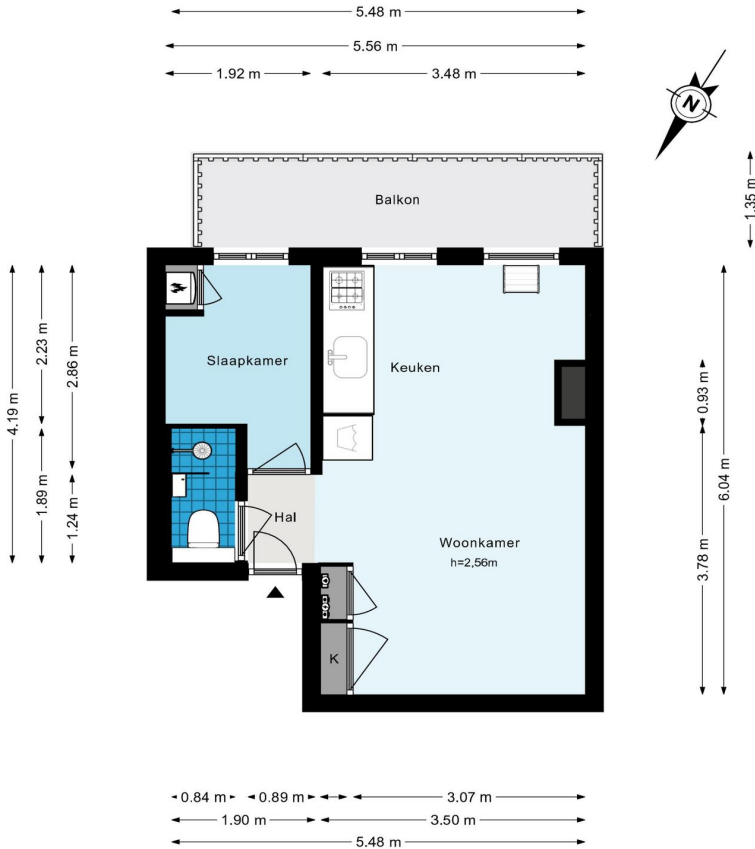 5.48 m
5.56 m
1.92 m 3.48 m
N
Balkon
1.35 m
4.19 m
2.23 m
2.86 m
1.89 m
1.24 m
Slaapkamer
Keuken
0.93 m
6.04 m
3.78 m
Hal
Woonkamer
h=2,56m
K
0.84 m 0.89 m 3.07 m
1.90 m 3.50 m
5.48 m